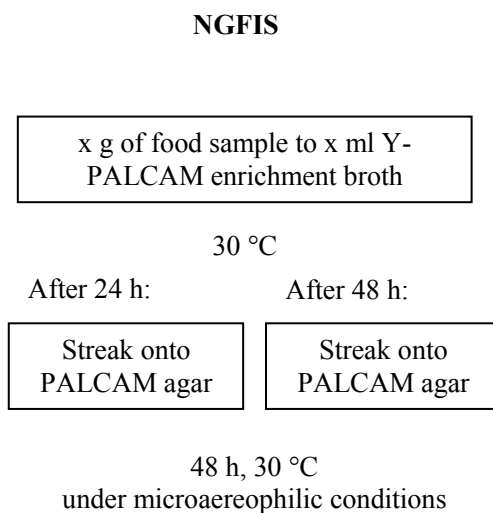 NGFIS
x g of food sample to x ml Y-
PALCAM enrichment broth
30 °C
After 24 h:
After 48 h:
Streak onto
PALCAM agar
Streak onto
PALCAM agar
48 h, 30 °C
under microaereophilic conditions